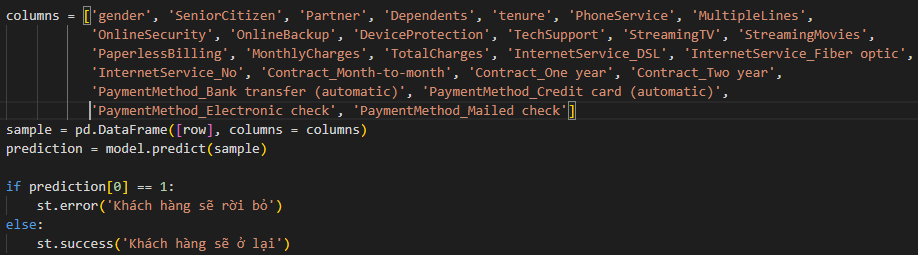 columns = ['gender', 'SeniorCitizen', 'Partner', 'Dependents', 'tenure', 'PhoneService', 'MultipleLines',
'OnlineSecurity', 'OnlineBackup', 'DeviceProtection', 'TechSupport', 'StreamingTV', 'StreamingMovies',
'PaperlessBilling', 'MonthlyCharges', 'TotalCharges', 'InternetService_DSL', 'InternetService_Fiber optic',
'InternetService_No', 'Contract_Month-to-month', 'Contract_One year', 'Contract_Two year',
'PaymentMethod_Bank transfer (automatic)', 'PaymentMethod_Credit card (automatic)',
'PaymentMethod_Electronic check', 'PaymentMethod_Mailed check']
sample = pd.DataFrame([row], columns = columns)
prediction = model.predict(sample)
if prediction[0] == 1:
st.error('Khách hàng sẽ rời bỏ')
else:
st.success('Khách hàng sẽ ở lại')